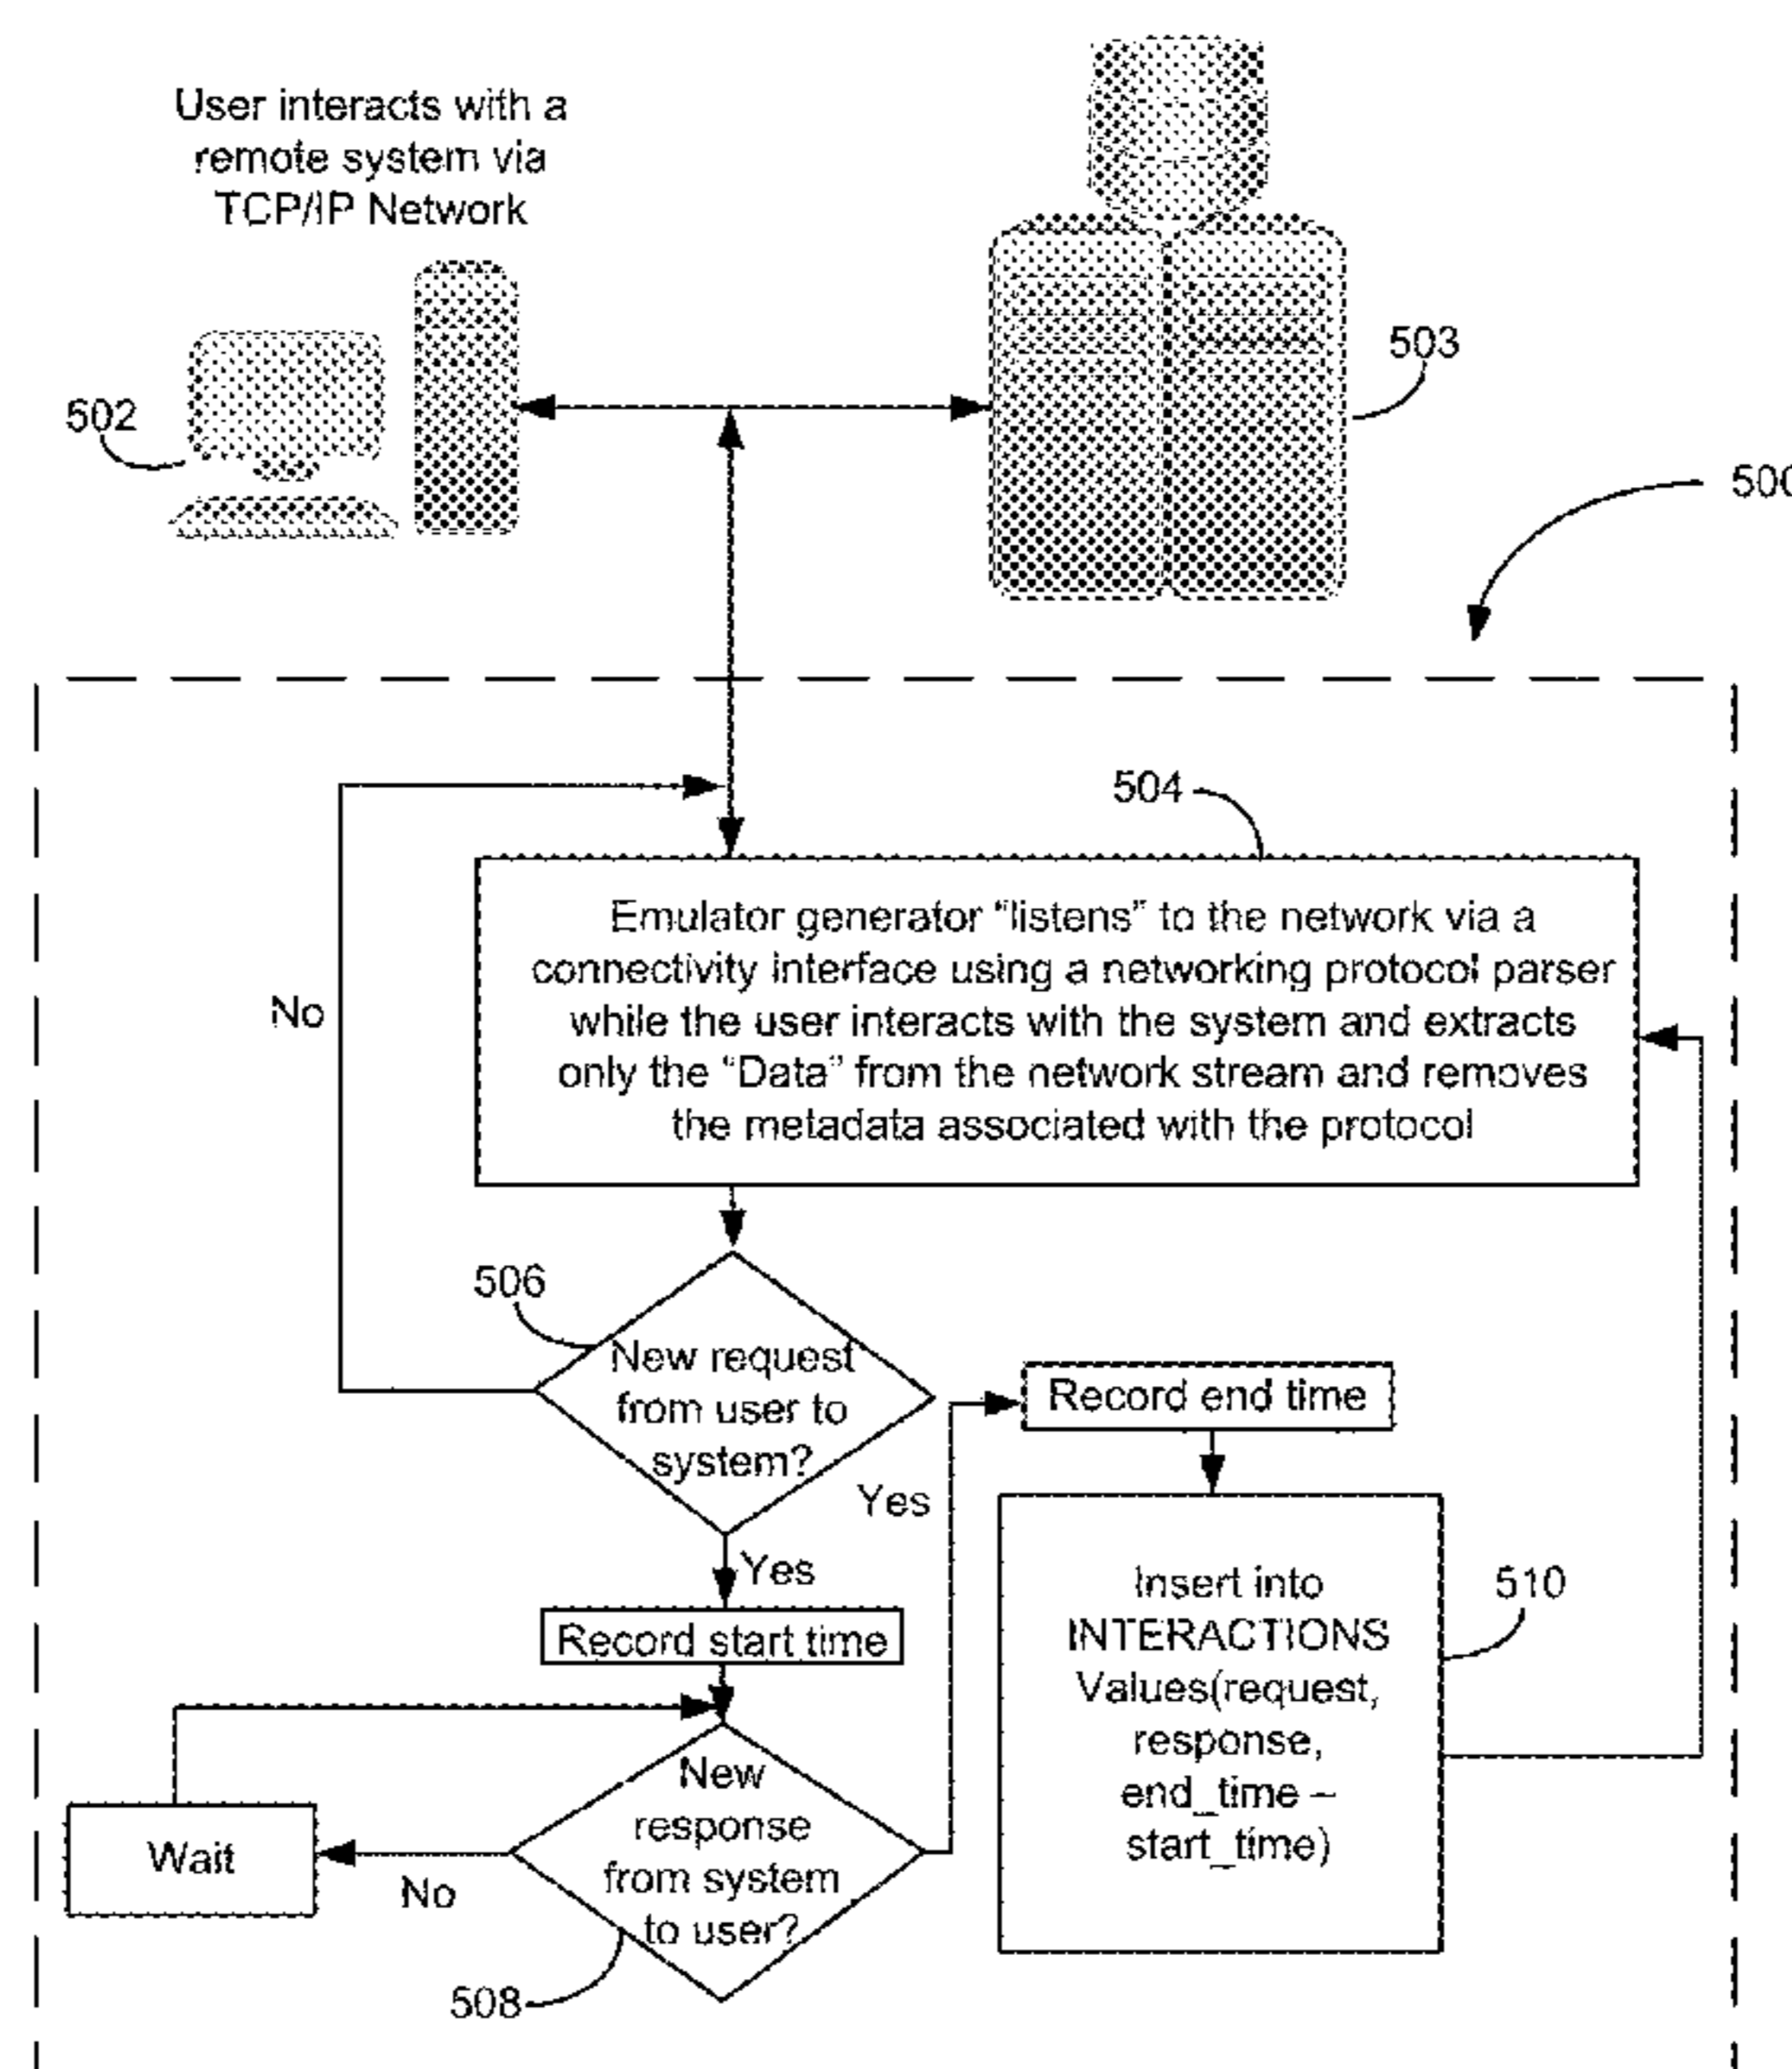 User interacts with a
remote system via
TCP/IP Network
502
503
500
504
Emulator generator “listens” to the network via a
connectivity interface using a networking protocol parser
while the user interacts with the system and extracts
only the “Data” from the network stream and removes
the metadata associated with the protocol
No
506
New request
from user to
system?
Yes
Record start time
Yes
Record end time
Insert into
INTERACTIONS
Values(request,
response,
end_time –
start_time)
510
New
response
from system
to user?
No
Wait
508